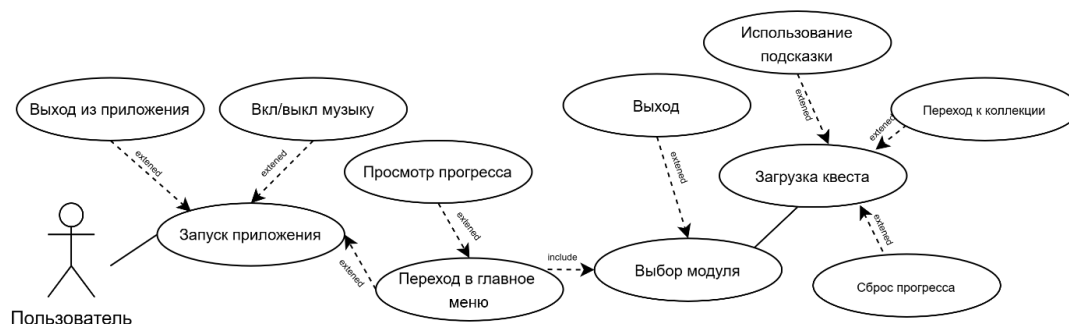 Использование
подсказки
Выход из приложения
Вкл/выкл музыку
Выход
Переход к коллекции
extened
extened
extened
extened
extened
Просмотр прогресса
Загрузка квеста
extened
extened
Запуск приложения
extened
extened
include
Переход в главное
меню
Выбор модуля
Сброс прогресса
Пользователь